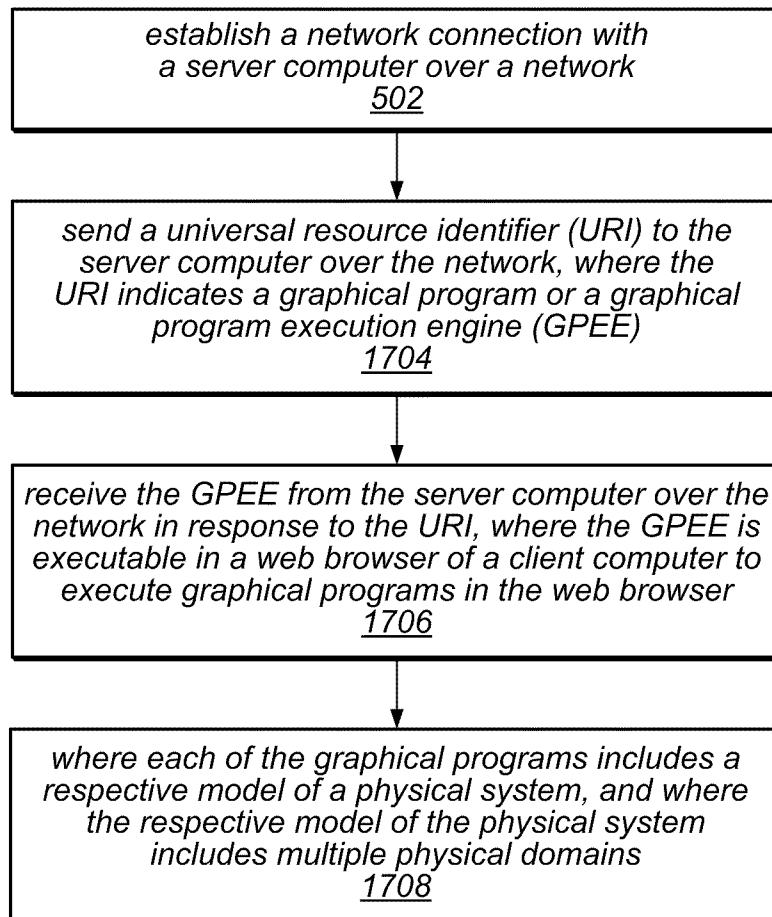 establish a network connection with
a server computer over a network
502
send a universal resource identifier (URI) to the
server computer over the network, where the
URI indicates a graphical program or a graphical
program execution engine (GPEE)
1704
receive the GPEE from the server computer over the
network in response to the URI, where the GPEE is
executable in a web browser of a client computer to
execute graphical programs in the web browser
1706
where each of the graphical programs includes a
respective model of a physical system, and where
the respective model of the physical system
includes multiple physical domains
1708